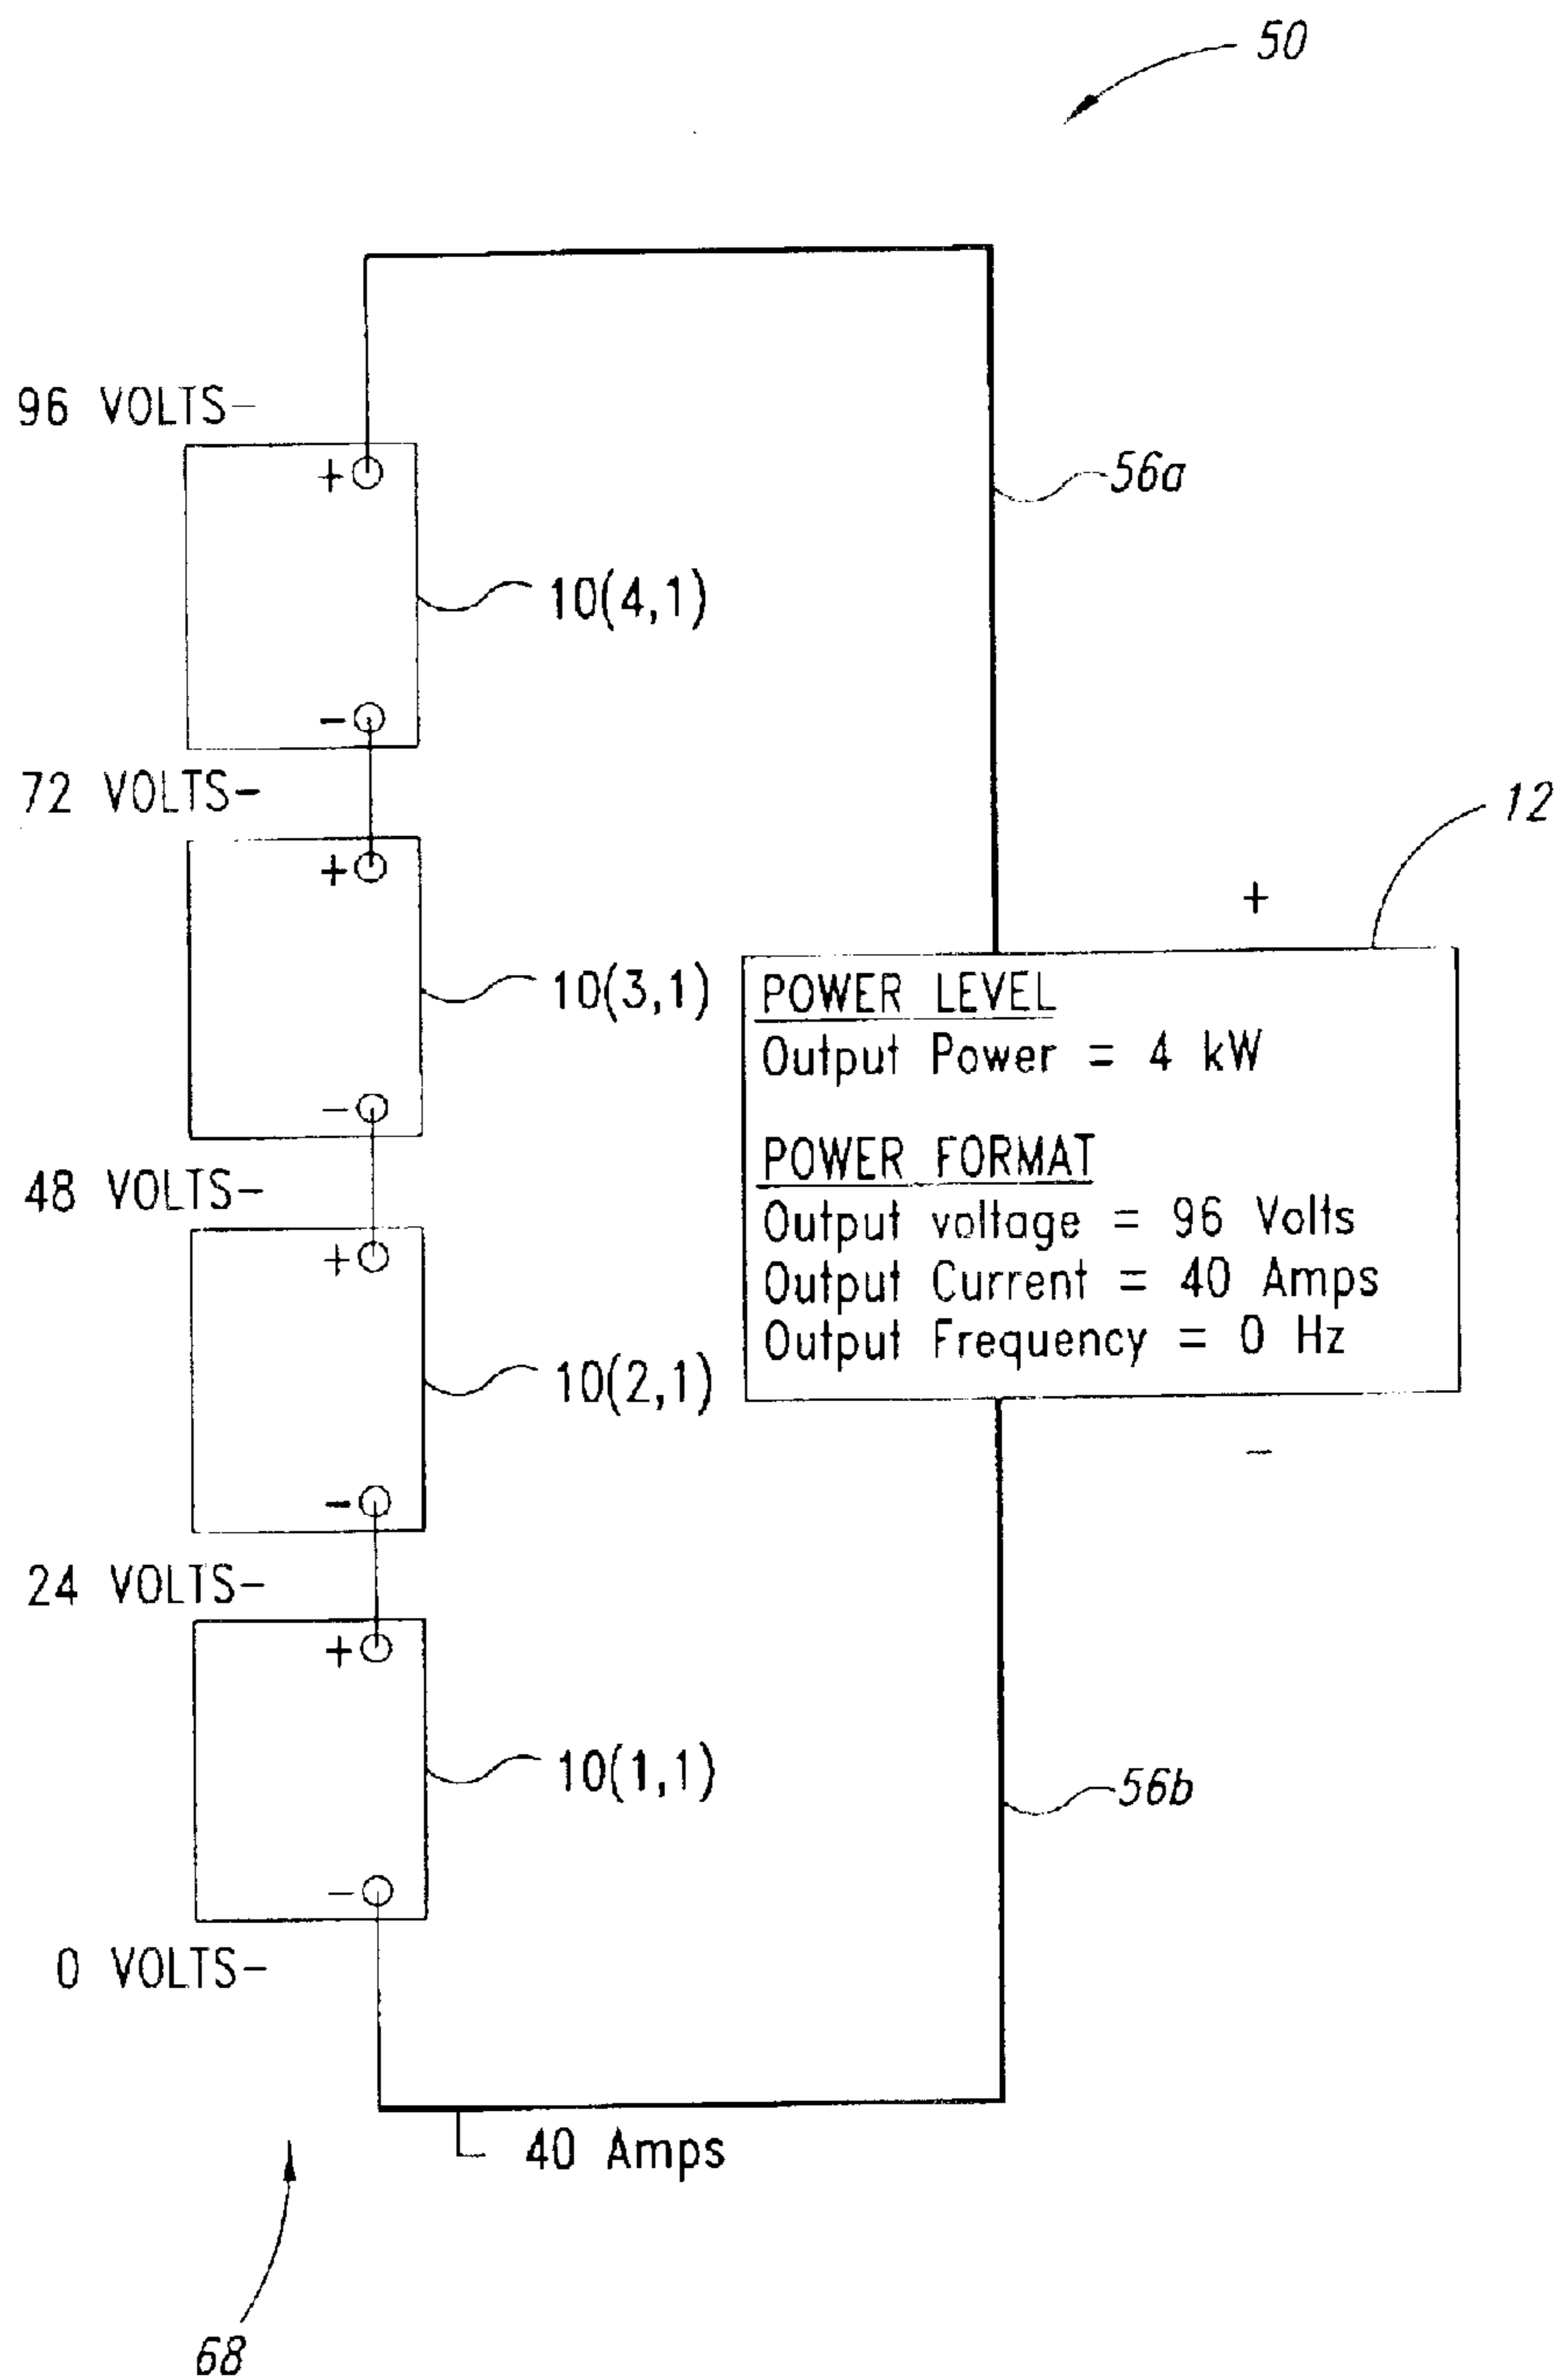 50
96 VOLTS-
+
56a
10(4,1)
-
72 VOLTS-
12
+
+
10(3,1)
POWER LEVEL
Output Power = 4 kW
-
POWER FORMAT
48 VOLTS-
Output voltage = 96 Volts
+
Output Current = 40 Amps
Output Frequency = 0 Hz
10(2,1)
-
-
24 VOLTS-
+
10(1,1)
56b
-
0 VOLTS-
40 Amps
68